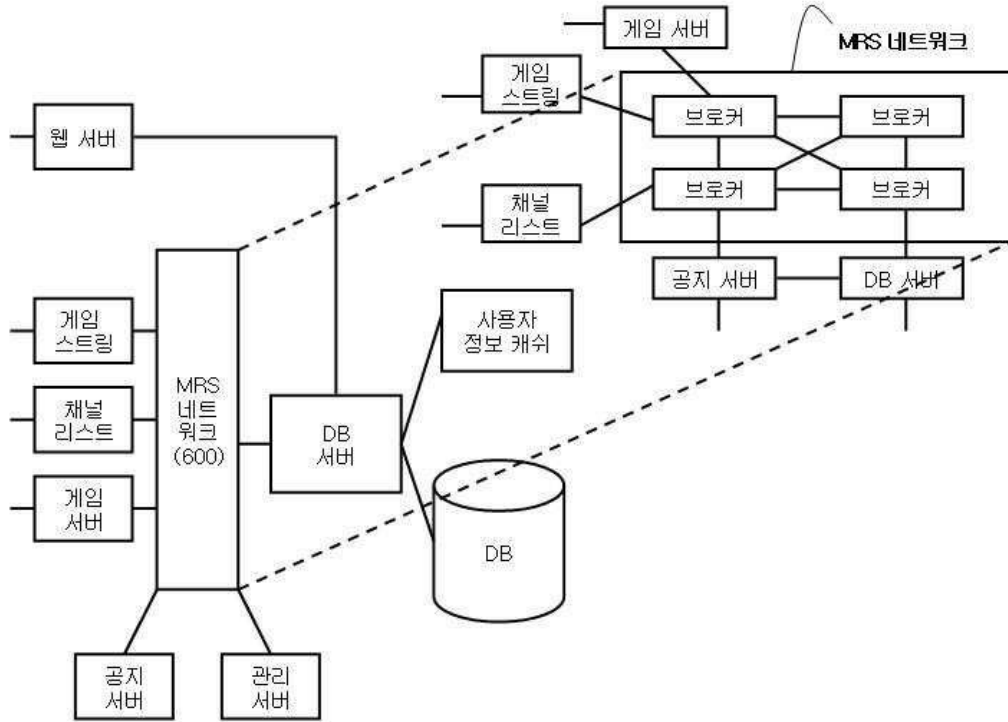 게임 서버
MRS 네트워크
게임
스트링
브로커
브로커
웹 서버
브로커
브로커
채널
리스트
공지 서버
DB 서버
게임
스트링
사용자
정보 캐쉬
MRS
네트
워크
(600)
채널
리스트
DB
서버
게임
서버
DB
공지
서버
관리
서버